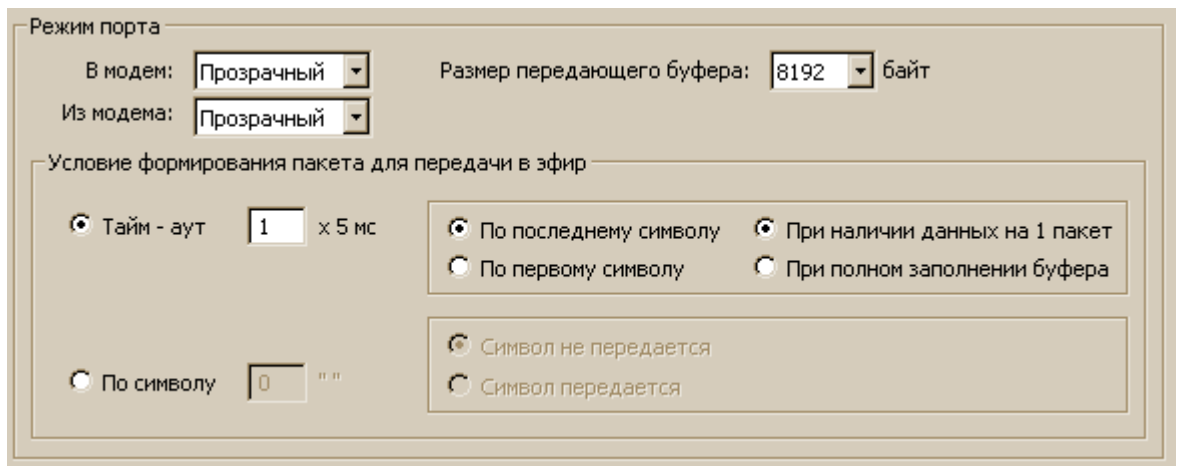 Режим порта
В модем: Прозрачный Размер передающего буфера: 8192 байт
Из модема: Прозрачный
Условие формирования пакета для передачи в эфир
Тайм - аут 1 x 5 мс По последнему символу При наличии данных на 1 пакет
По первому символу При полном заполнении буфера
Символ не передается
По символу 0 " "
Символ передается